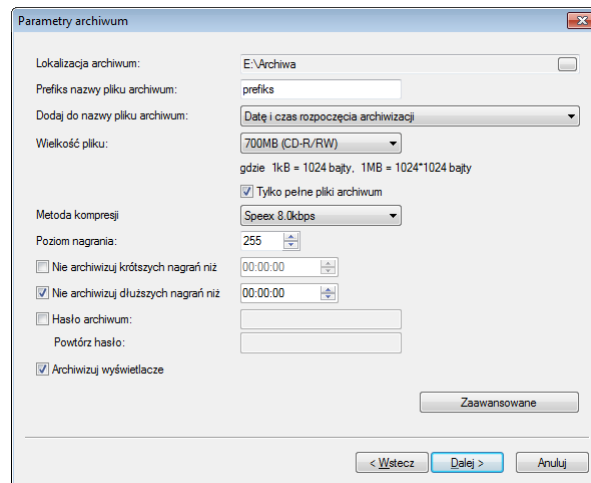 Parametry archiwum
Lokalizacja archiwum: E:\Archiwa
Prefiks nazwy pliku archiwum: prefiks
Dodaj do nazwy pliku archiwum: Datę i czas rozpoczęcia archiwizacji
Wielkość pliku: 700MB (CD-R/RW)
gdzie 1kB = 1024 bajty, 1MB = 1024*1024 bajty
Tylko pełne pliki archiwum
Metoda kompresji Speex 8.0kbps
Poziom nagrania: 255
Nie archiwizuj krótszych nagrań niż 00:00:00
Nie archiwizuj dłuższych nagrań niż 00:00:00
Hasło archiwum:
Powtórz hasło:
Archiwizuj wyświetlacze
Zaawansowane
< Wstecz Dalej > Anuluj